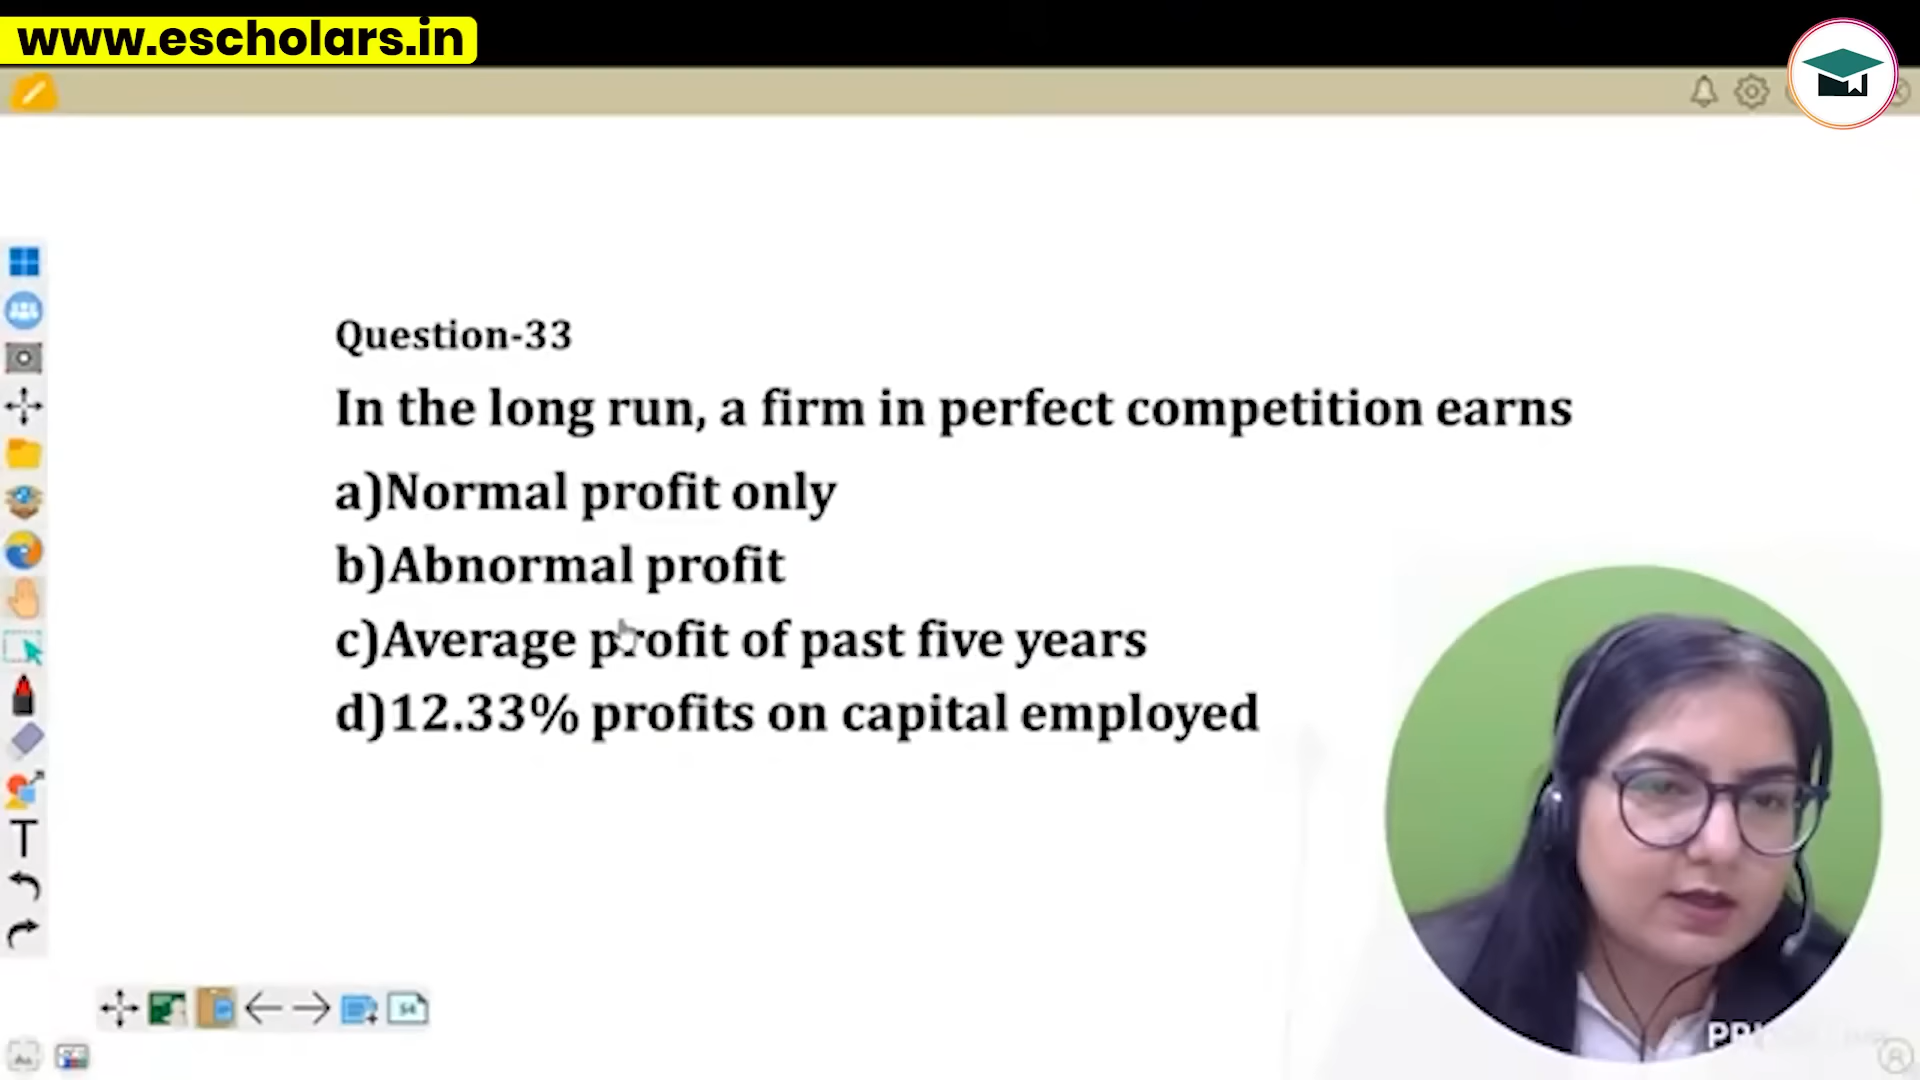 www.escholars.in
Question-33
In the long run, a firm in perfect competition earns
a)Normal profit only
b)Abnormal profit
c)Average profit of past five years
d)12.33% profits on capital employed
54